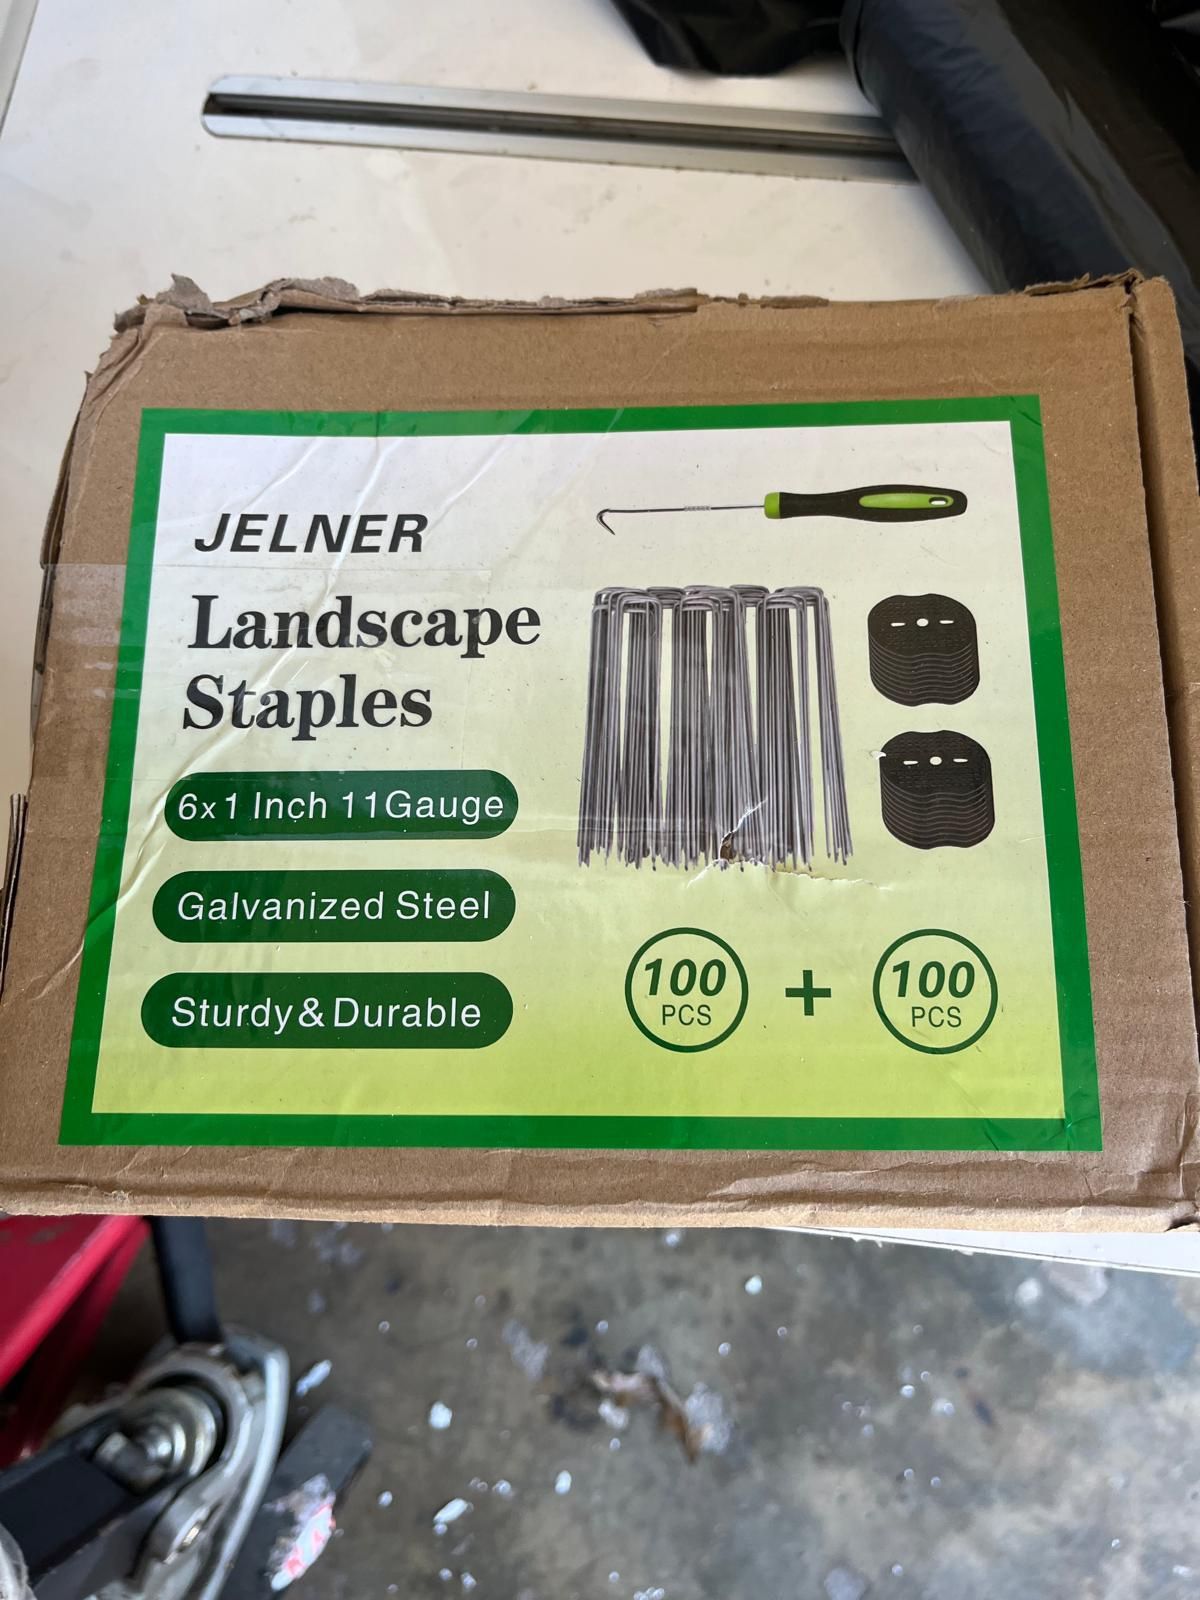 JELNER
Landscape
Staples
6x1 Inch 11Gauge
Galvanized Steel
Sturdy & Durable
100
PCS
+
100
PCS